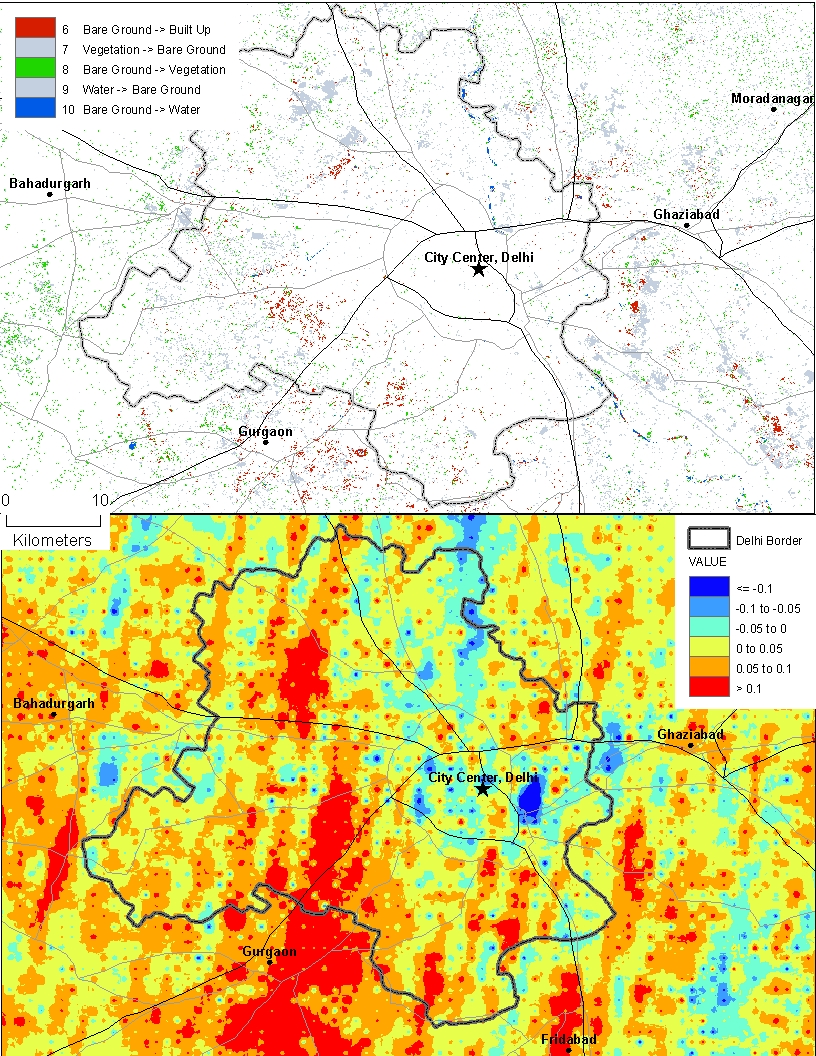 6 Bare Ground -> Built Up
7 Vegetation -> Bare Ground
8 Bare Ground -> Vegetation
9 Water -> Bare Ground
10 Bare Ground -> Water
Moradanagar
Bahadurgarh
Ghaziabad
City Center, Delhi
Gurgaon
0 10
Kilometers
Delhi Border
VALUE
<= -0.1
-0.1 to -0.05
-0.05 to 0
0 to 0.05
0.05 to 0.1
> 0.1
Bahadurgarh
Ghaziabad
City Center, Delhi
Gurgaon
Fridabad